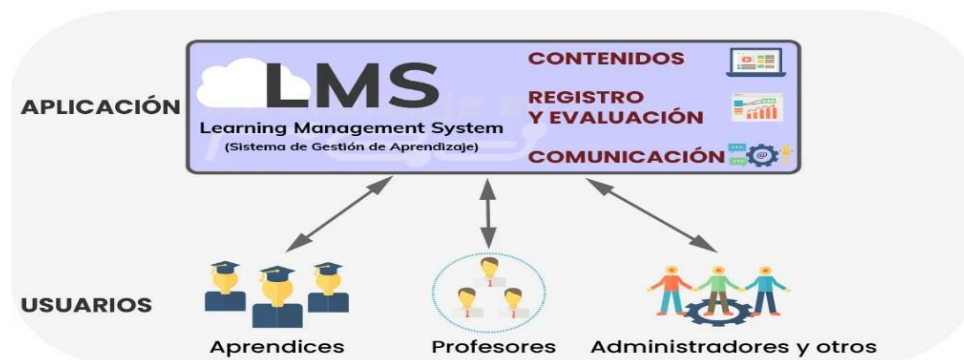 APLICACIÓN
LMS
Learning Management System
(Sistema de Gestión de Aprendizaje)
CONTENIDOS
REGISTRO
Y EVALUACIÓN
COMUNICACIÓN
@
USUARIOS
Aprendices
Profesores
Administradores y otros